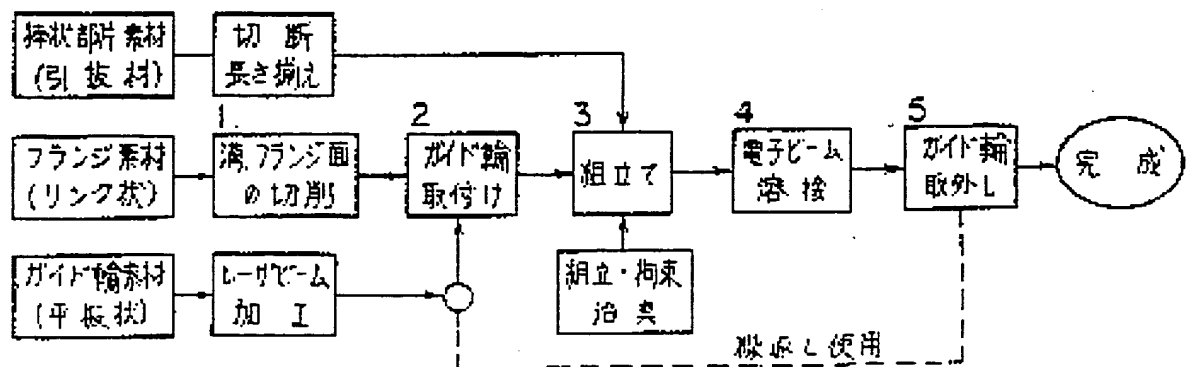 棒状部片素材
(引抜材)
切断
長さ揃え
1.
2
3
4
5
フランジ素材
(リング状)
溝,フランジ面
の切削
ガイド輪
取付け
組立て
電子ビーム
溶接
ガイド輪
取外し
完成
ガイド輪素材
(平板状)
レーザビーム
加工
組立・拘束
治具
繰返し使用